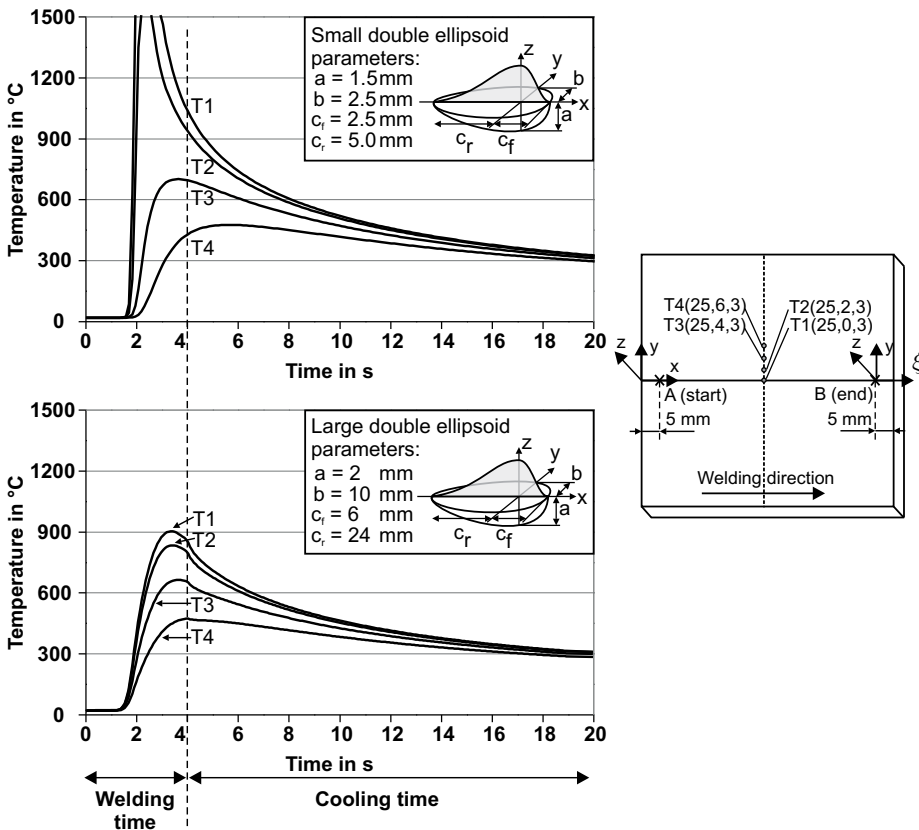 1500
1200
900
600
300
0
Temperature in °C
0 2 4 6 8 10 12 14 16 18 20
Time in s
T1
T2
T3
T4
Small double ellipsoid
parameters:
a = 1.5 mm
b = 2.5 mm
cf = 2.5 mm
cr = 5.0 mm
z
y
b
x
a
cr cf
1500
1200
900
600
300
0
Temperature in °C
0 2 4 6 8 10 12 14 16 18 20
Time in s
T1
T2
T3
T4
Large double ellipsoid
parameters:
a = 2 mm
b = 10 mm
cf = 6 mm
cr = 24 mm
z
y
b
x
a
cr cf
Welding
time
Cooling time
T4(25,6,3) T2(25,2,3)
T3(25,4,3) T1(25,0,3)
z y x z y ξ
A (start) B (end)
5 mm 5 mm
Welding direction